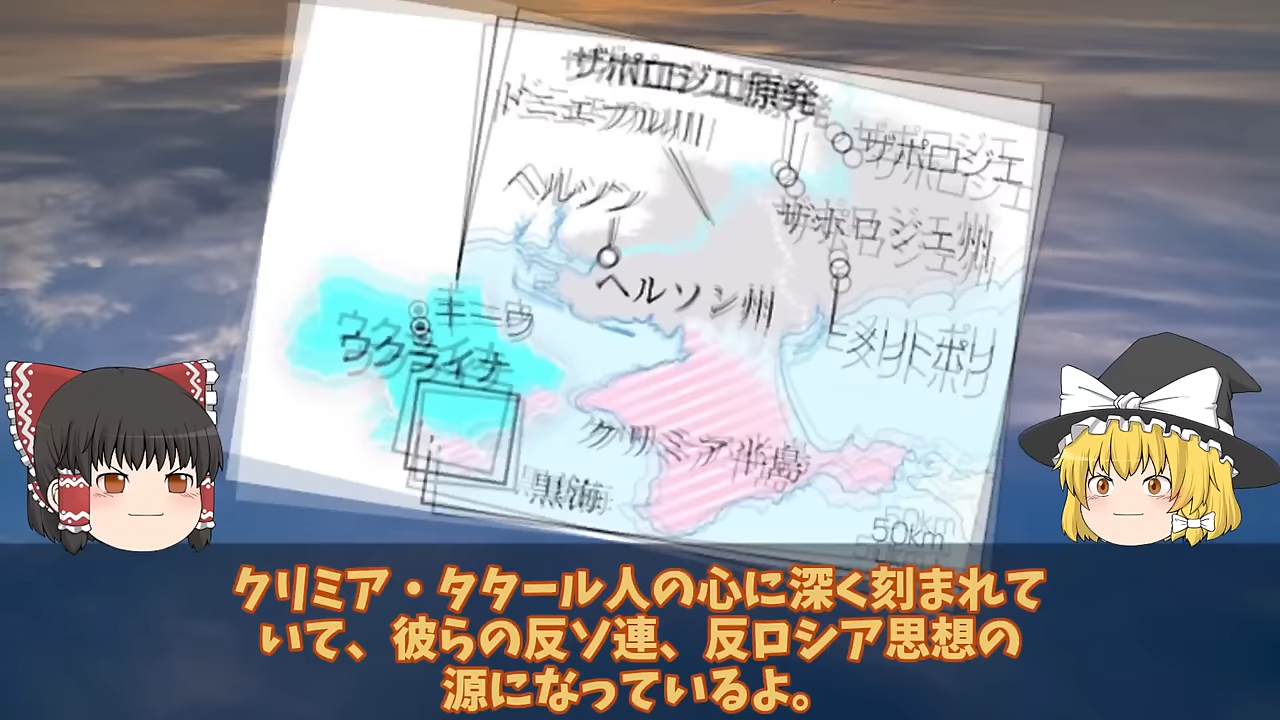 ザポロジエ原発
ドニエプル川
ザポロジエ
ヘルソン
ザポロジエ州
ヘルソン州
キーウ
ウクライナ
メリトポリ
クリミア半島
黒海
50km
クリミア・タタール人の心に深く刻まれて
いて、彼らの反ソ連、反ロシア思想の
源になっているよ。